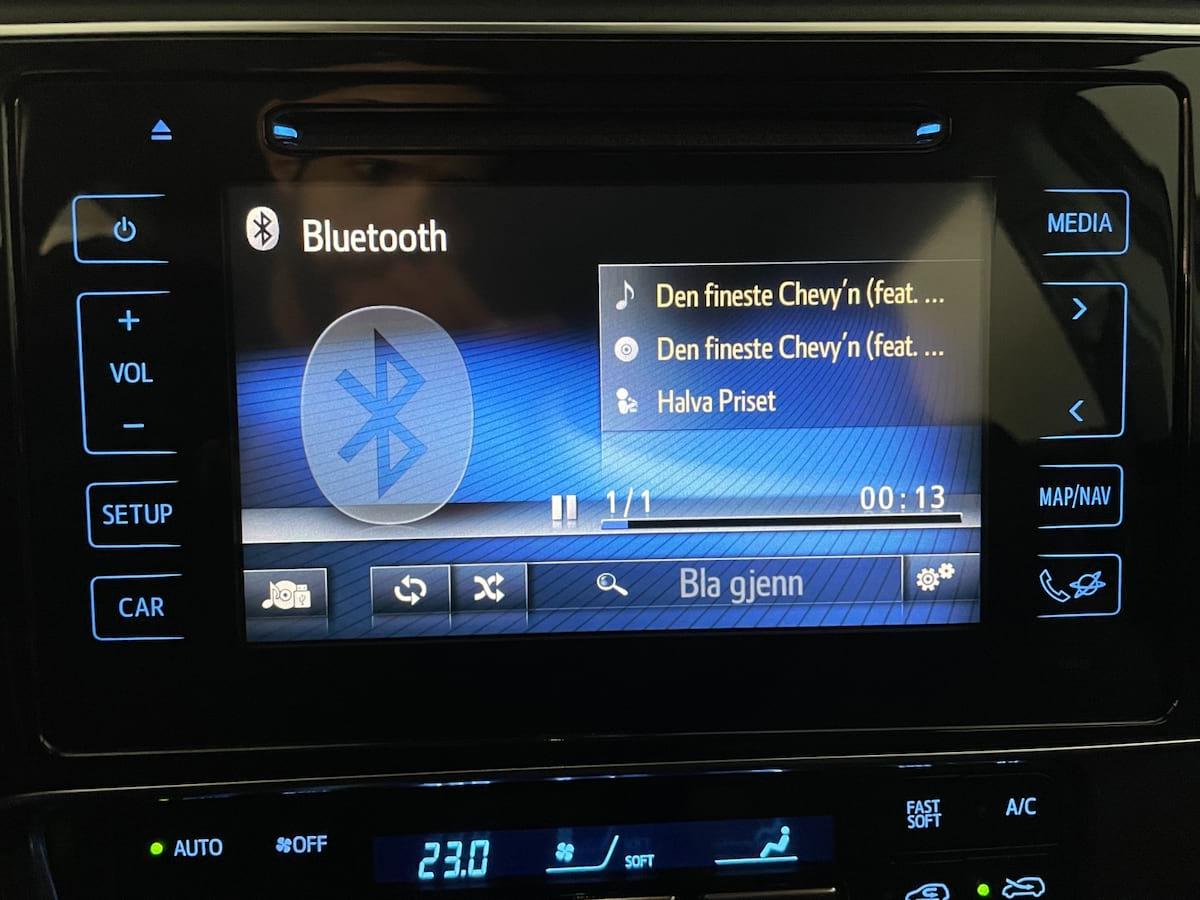 Bluetooth
Den fineste Chevy'n (feat. ...
Den fineste Chevy'n (feat. ...
Halva Priset
1/1
00:13
Bla gjenn
+
VOL
−
SETUP
CAR
MEDIA
>
<
MAP/NAV
AUTO
OFF
23.0
SOFT
FAST
SOFT
A/C